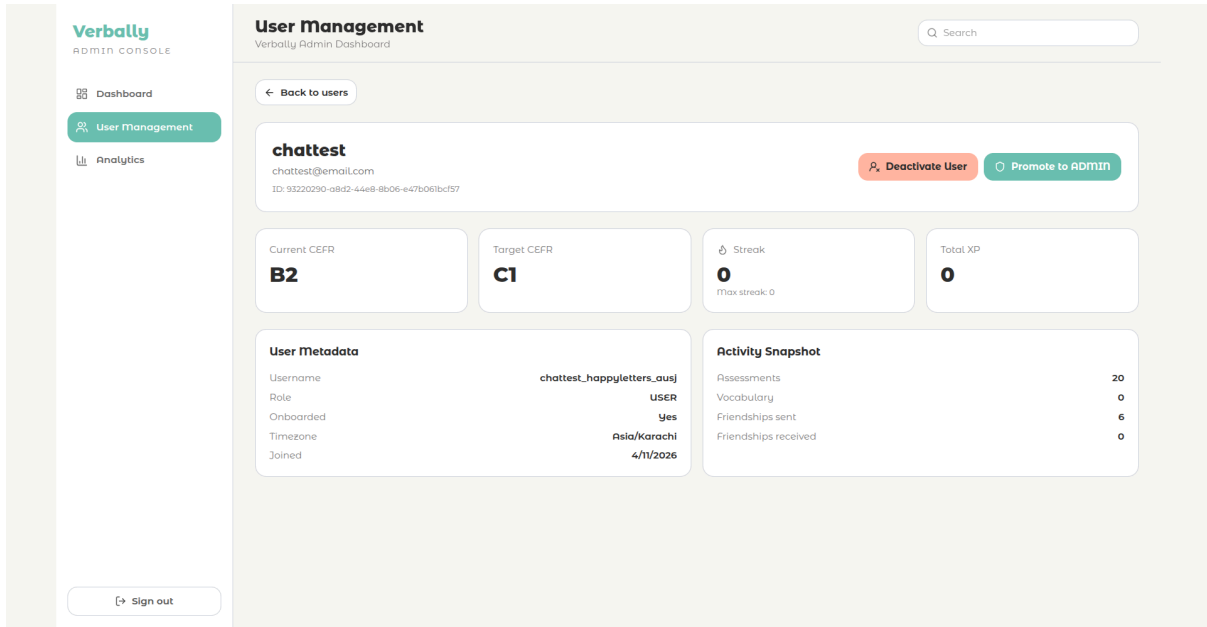 Verbally
ADMIN CONSOLE
Dashboard
User Management
Analytics
Sign out
User Management
Verbally Admin Dashboard
Search
Back to users
chattest
chattest@email.com
ID: 93220290-a8d2-44e8-8b06-e47b061bcf57
Deactivate User
Promote to ADMIN
Current CEFR
B2
Target CEFR
C1
Streak
0
Max streak: 0
Total XP
0
User Metadata
Username chattest_happyletters_ausj
Role USER
Onboarded Yes
Timezone Asia/Karachi
Joined 4/11/2026
Activity Snapshot
Assessments 20
Vocabulary 0
Friendships sent 6
Friendships received 0